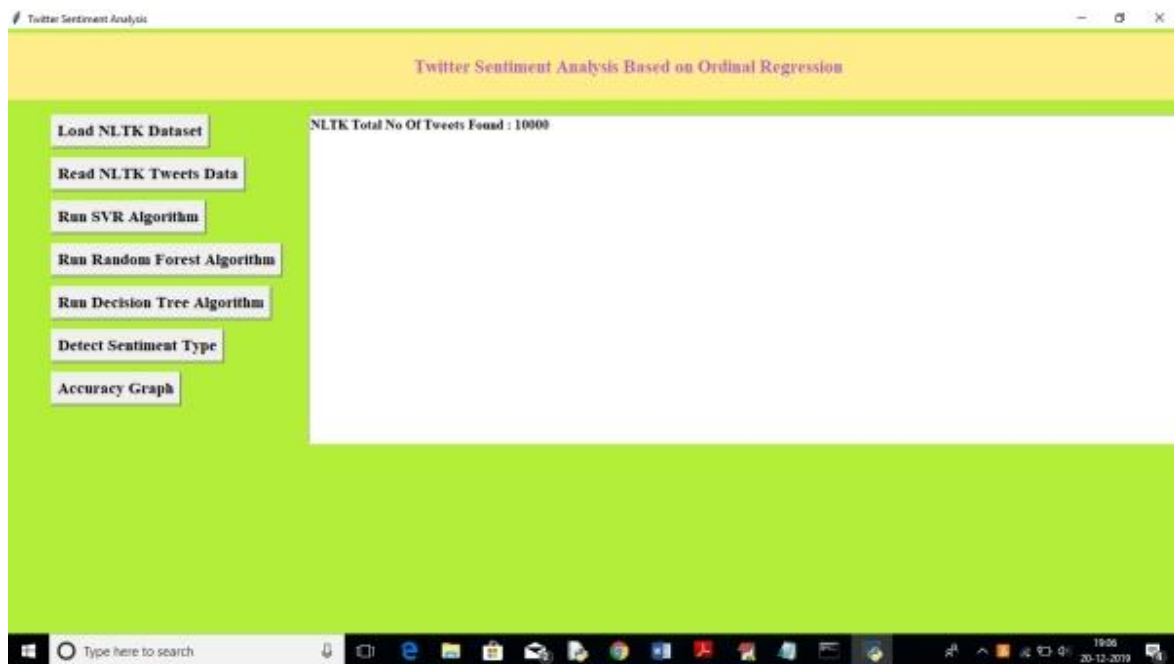 Twitter Sentiment Analysis
Twitter Sentiment Analysis Based on Ordinal Regression
Load NLTK Dataset
NLTK Total No Of Tweets Found : 10000
Read NLTK Tweets Data
Run SVR Algorithm
Run Random Forest Algorithm
Run Decision Tree Algorithm
Detect Sentiment Type
Accuracy Graph
Type here to search
19:06
20-12-2019